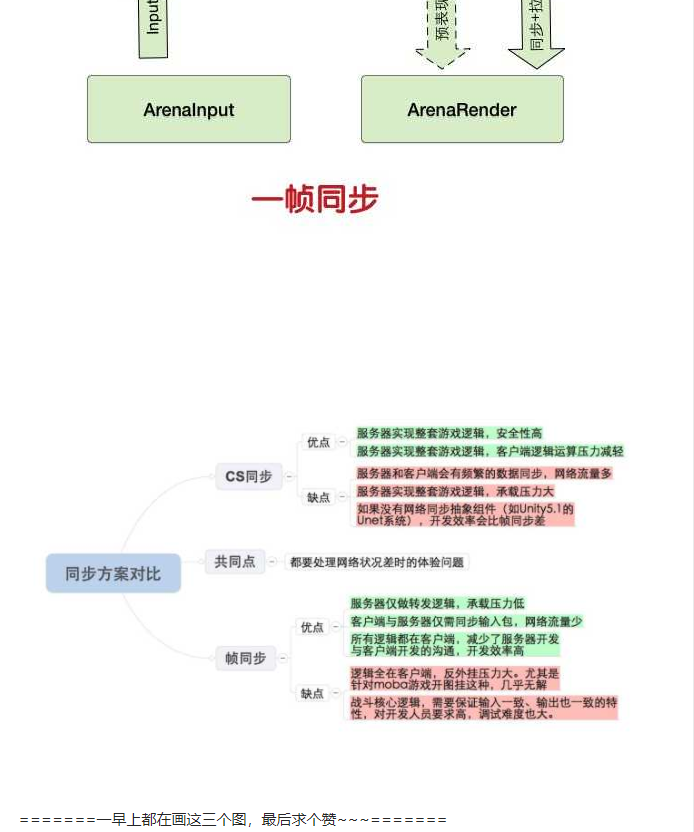 Input
预表现
同步+拉
ArenaInput
ArenaRender
一帧同步
同步方案对比
CS同步
优点
服务器实现整套游戏逻辑，安全性高
服务器实现整套游戏逻辑，客户端逻辑运算压力减轻
缺点
服务器和客户端会有频繁的数据同步，网络流量多
服务器实现整套游戏逻辑，承载压力大
如果没有网络同步抽象组件（如Unity5.1的
Unet系统），开发效率会比帧同步差
共同点
都要处理网络状况差时的体验问题
帧同步
优点
服务器仅做转发逻辑，承载压力低
客户端与服务器仅需同步输入包，网络流量少
所有逻辑都在客户端，减少了服务器开发
与客户端开发的沟通，开发效率高
缺点
逻辑全在客户端，反外挂压力大。尤其是
针对moba游戏开图挂这种，几乎无解
战斗核心逻辑，需要保证输入一致、输出也一致的特
性，对开发人员要求高，调试难度也大。
=======一早上都在画这三个图，最后求个赞~~~=======